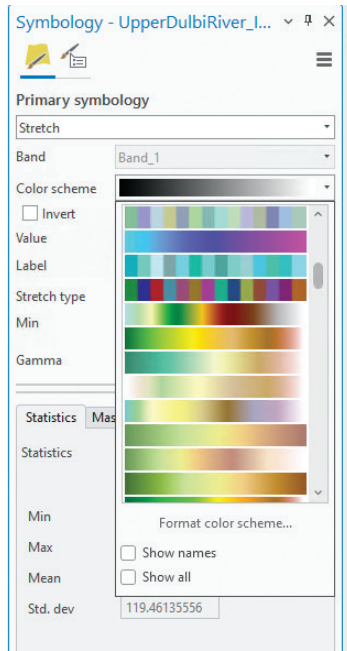 Symbology - UpperDulbiRiver_I...
Primary symbology
Stretch
Band Band_1
Color scheme
Invert
Value
Label
Stretch type
Min
Gamma
Statistics Mas
Statistics
Min
Max
Mean
Std. dev 119.46135556
Format color scheme...
Show names
Show all